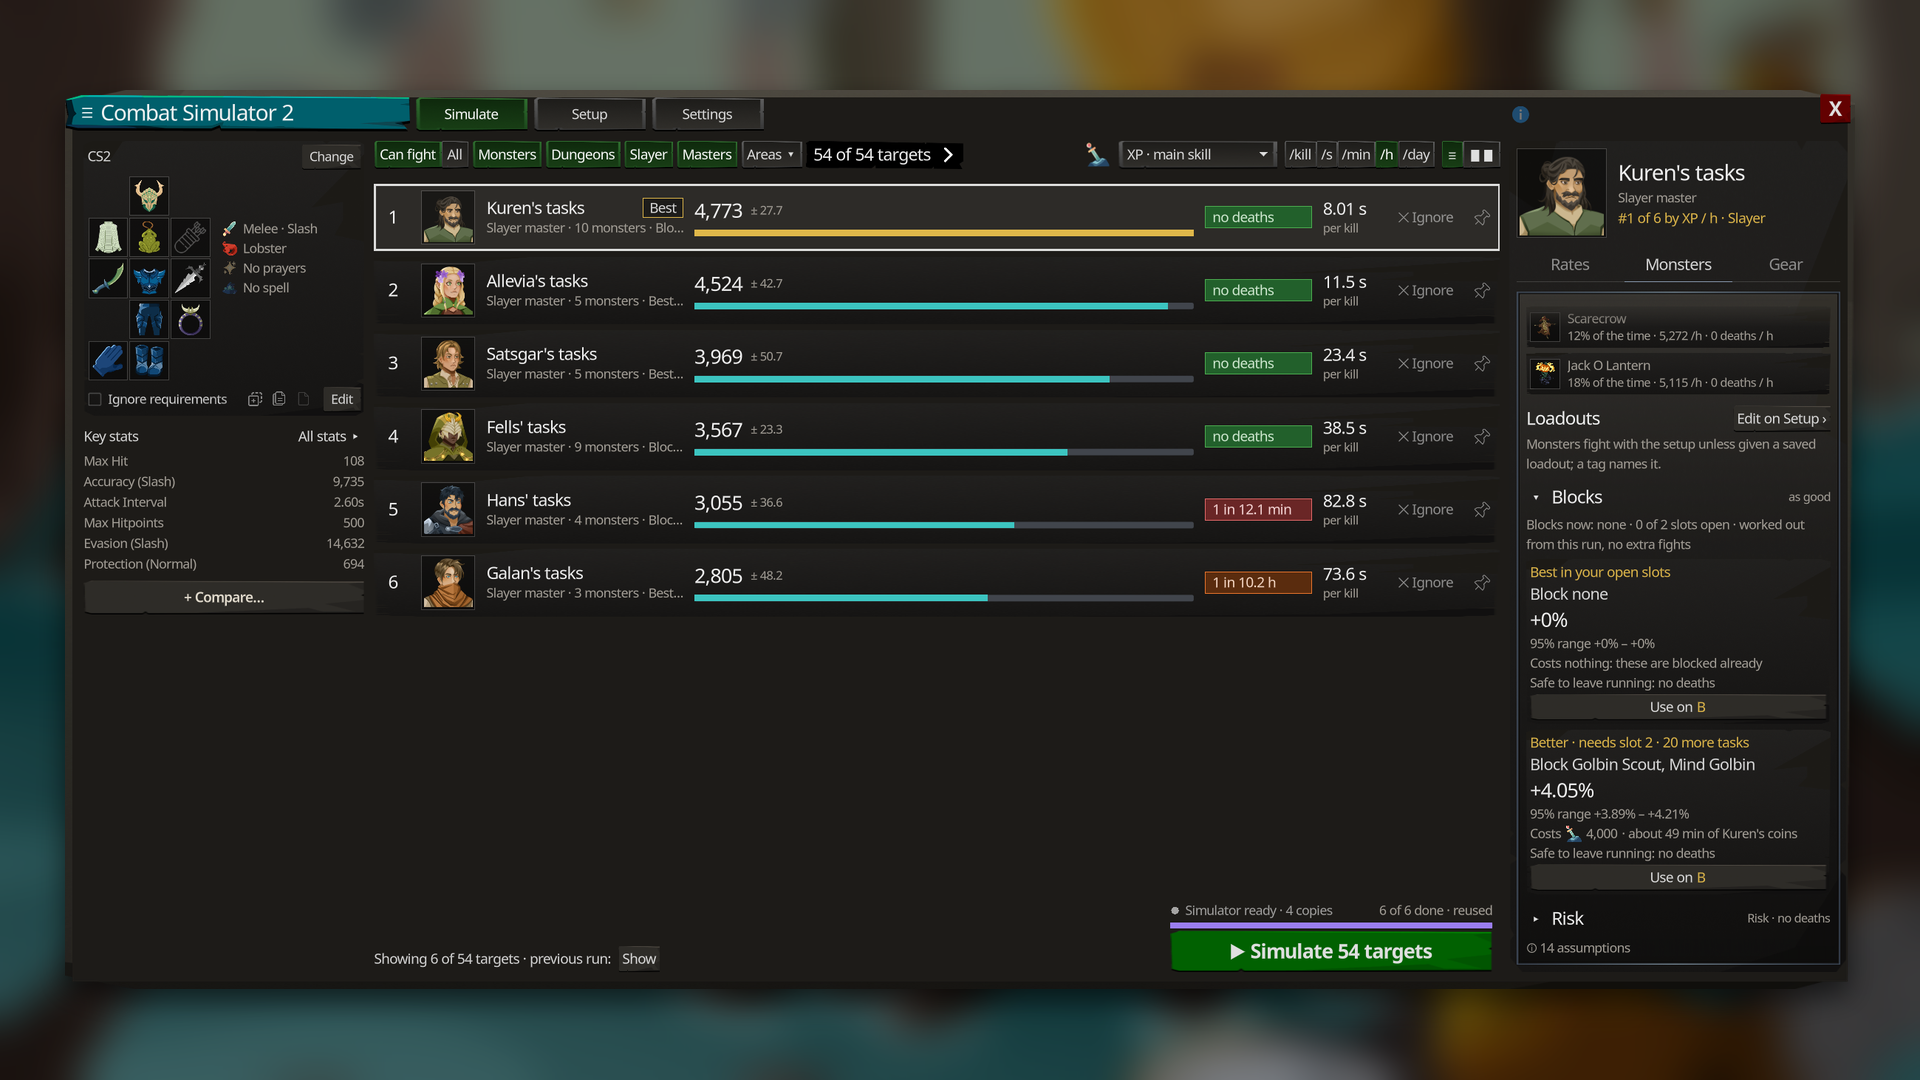 Combat Simulator 2
Simulate
Setup
Settings
X
CS2
Change
Melee · Slash
Lobster
No prayers
No spell
Ignore requirements
Edit
Key stats
All stats
Max Hit 108
Accuracy (Slash) 9,735
Attack Interval 2.60s
Max Hitpoints 500
Evasion (Slash) 14,632
Protection (Normal) 694
+ Compare...
Can fight
All
Monsters
Dungeons
Slayer
Masters
Areas
54 of 54 targets
XP · main skill
/kill
/s
/min
/h
/day
1
Kuren's tasks
Best
Slayer master · 10 monsters · Blo...
4,773 ± 27.7
no deaths
8.01 s
per kill
Ignore
2
Allevia's tasks
Slayer master · 5 monsters · Best...
4,524 ± 42.7
no deaths
11.5 s
per kill
Ignore
3
Satsgar's tasks
Slayer master · 5 monsters · Best...
3,969 ± 50.7
no deaths
23.4 s
per kill
Ignore
4
Fells' tasks
Slayer master · 9 monsters · Bloc...
3,567 ± 23.3
no deaths
38.5 s
per kill
Ignore
5
Hans' tasks
Slayer master · 4 monsters · Bloc...
3,055 ± 36.6
1 in 12.1 min
82.8 s
per kill
Ignore
6
Galan's tasks
Slayer master · 3 monsters · Best...
2,805 ± 48.2
1 in 10.2 h
73.6 s
per kill
Ignore
Showing 6 of 54 targets · previous run:
Show
Simulator ready · 4 copies
6 of 6 done · reused
Simulate 54 targets
Kuren's tasks
Slayer master
#1 of 6 by XP / h · Slayer
Rates
Monsters
Gear
Scarecrow
12% of the time · 5,272 /h · 0 deaths / h
Jack O Lantern
18% of the time · 5,115 /h · 0 deaths / h
Loadouts
Edit on Setup ›
Monsters fight with the setup unless given a saved
loadout; a tag names it.
Blocks
as good
Blocks now: none · 0 of 2 slots open · worked out
from this run, no extra fights
Best in your open slots
Block none
+0%
95% range +0% – +0%
Costs nothing: these are blocked already
Safe to leave running: no deaths
Use on B
Better · needs slot 2 · 20 more tasks
Block Golbin Scout, Mind Golbin
+4.05%
95% range +3.89% – +4.21%
Costs 4,000 · about 49 min of Kuren's coins
Safe to leave running: no deaths
Use on B
Risk
Risk · no deaths
14 assumptions